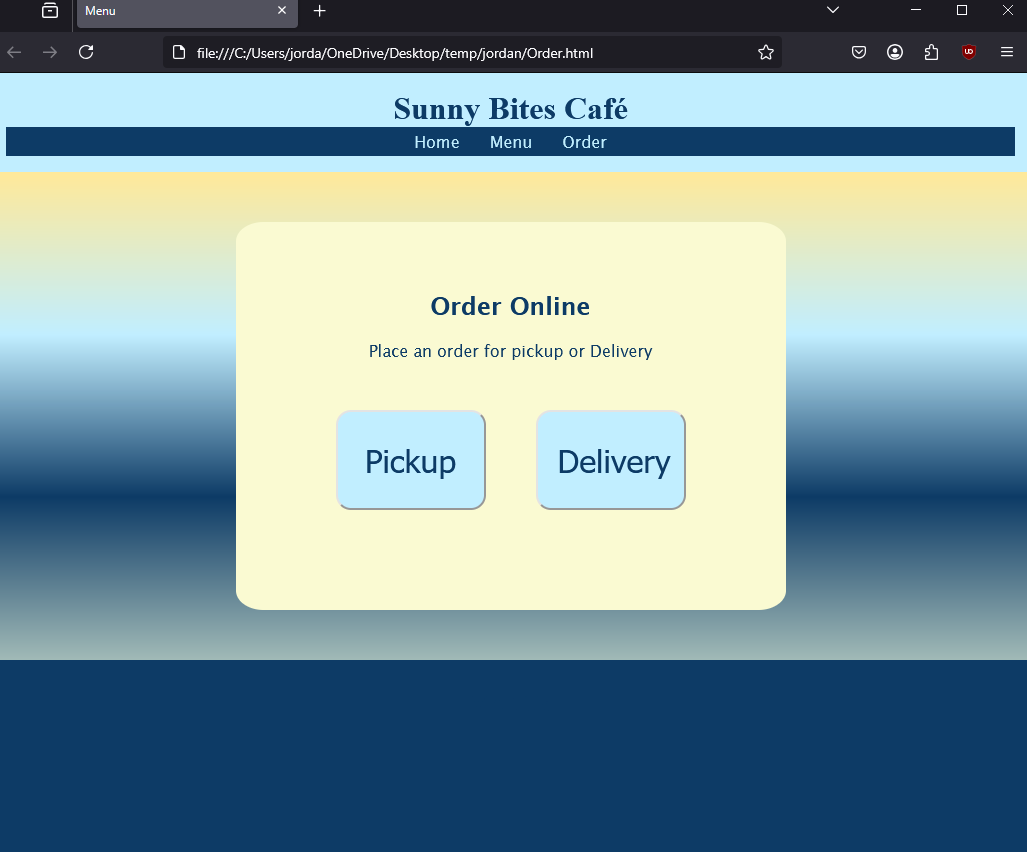 Menu
file:///C:/Users/jorda/OneDrive/Desktop/temp/jordan/Order.html
Sunny Bites Café
Home Menu Order
Order Online
Place an order for pickup or Delivery
Pickup Delivery